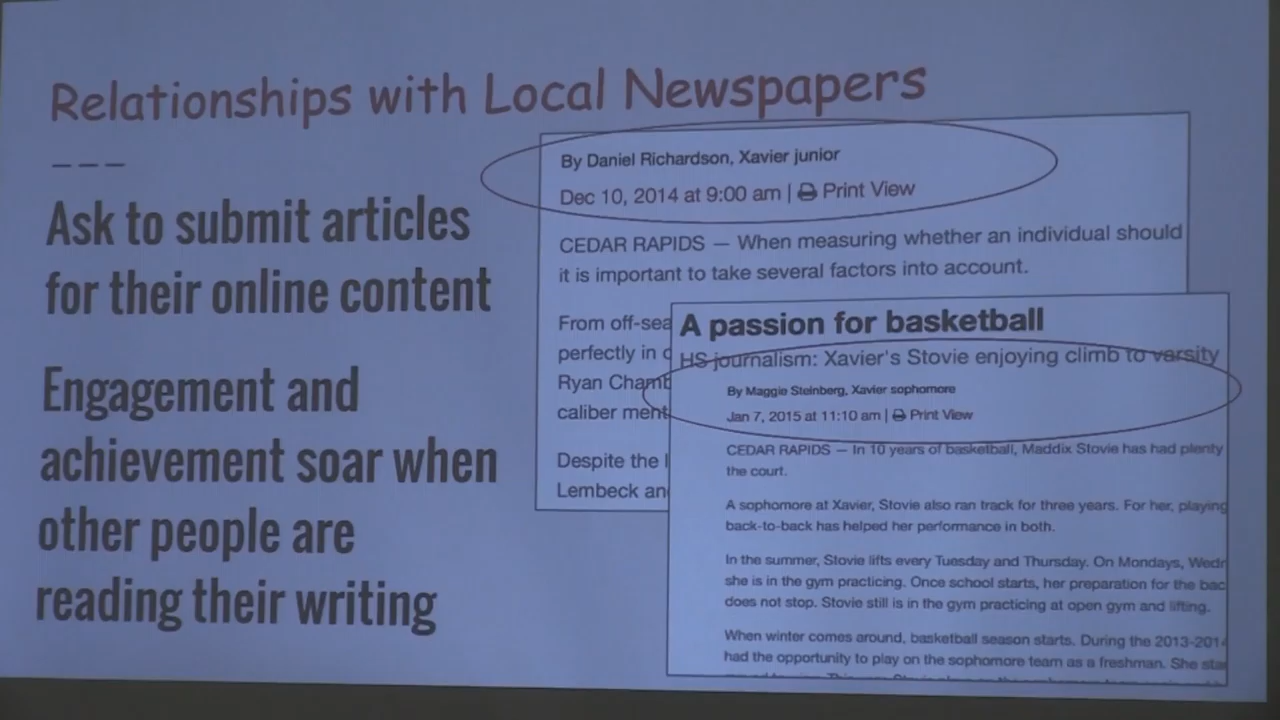 Relationships with Local Newspapers
Ask to submit articles
for their online content
Engagement and
achievement soar when
other people are
reading their writing
By Daniel Richardson, Xavier junior
Dec 10, 2014 at 9:00 am | Print View
CEDAR RAPIDS — When measuring whether an individual should
it is important to take several factors into account.
From off-sea
perfectly in
Ryan Chamb
caliber ment
Despite the
Lembeck an
A passion for basketball
HS journalism: Xavier's Stovie enjoying climb to varsity
By Maggie Steinberg, Xavier sophomore
Jan 7, 2015 at 11:10 am | Print View
CEDAR RAPIDS — In 10 years of basketball, Maddix Stovie has had plenty
the court.
A sophomore at Xavier, Stovie also ran track for three years. For her, playing
back-to-back has helped her performance in both.
In the summer, Stovie lifts every Tuesday and Thursday. On Mondays, Wedn
she is in the gym practicing. Once school starts, her preparation for the bac
does not stop. Stovie still is in the gym practicing at open gym and lifting.
When winter comes around, basketball season starts. During the 2013-2014
had the opportunity to play on the sophomore team as a freshman. She star